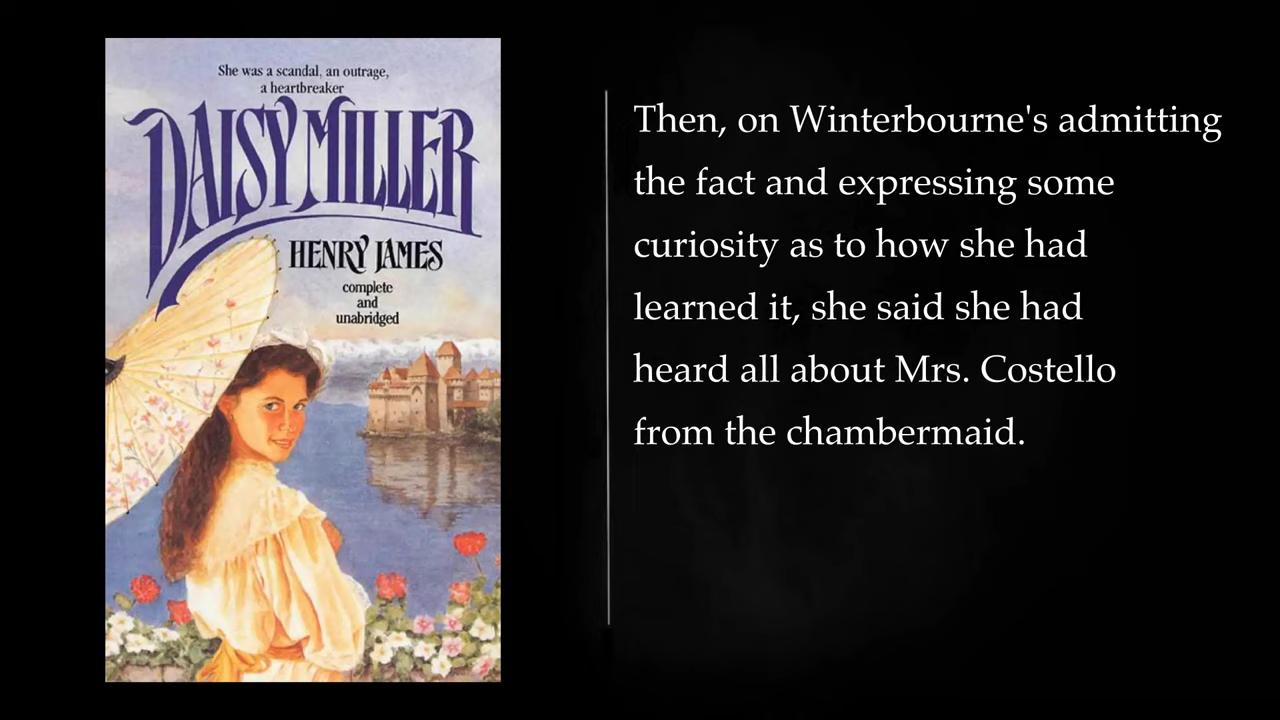 She was a scandal, an outrage,
a heartbreaker
DAISY MILLER
HENRY JAMES
complete
and
unabridged
Then, on Winterbourne's admitting
the fact and expressing some
curiosity as to how she had
learned it, she said she had
heard all about Mrs. Costello
from the chambermaid.